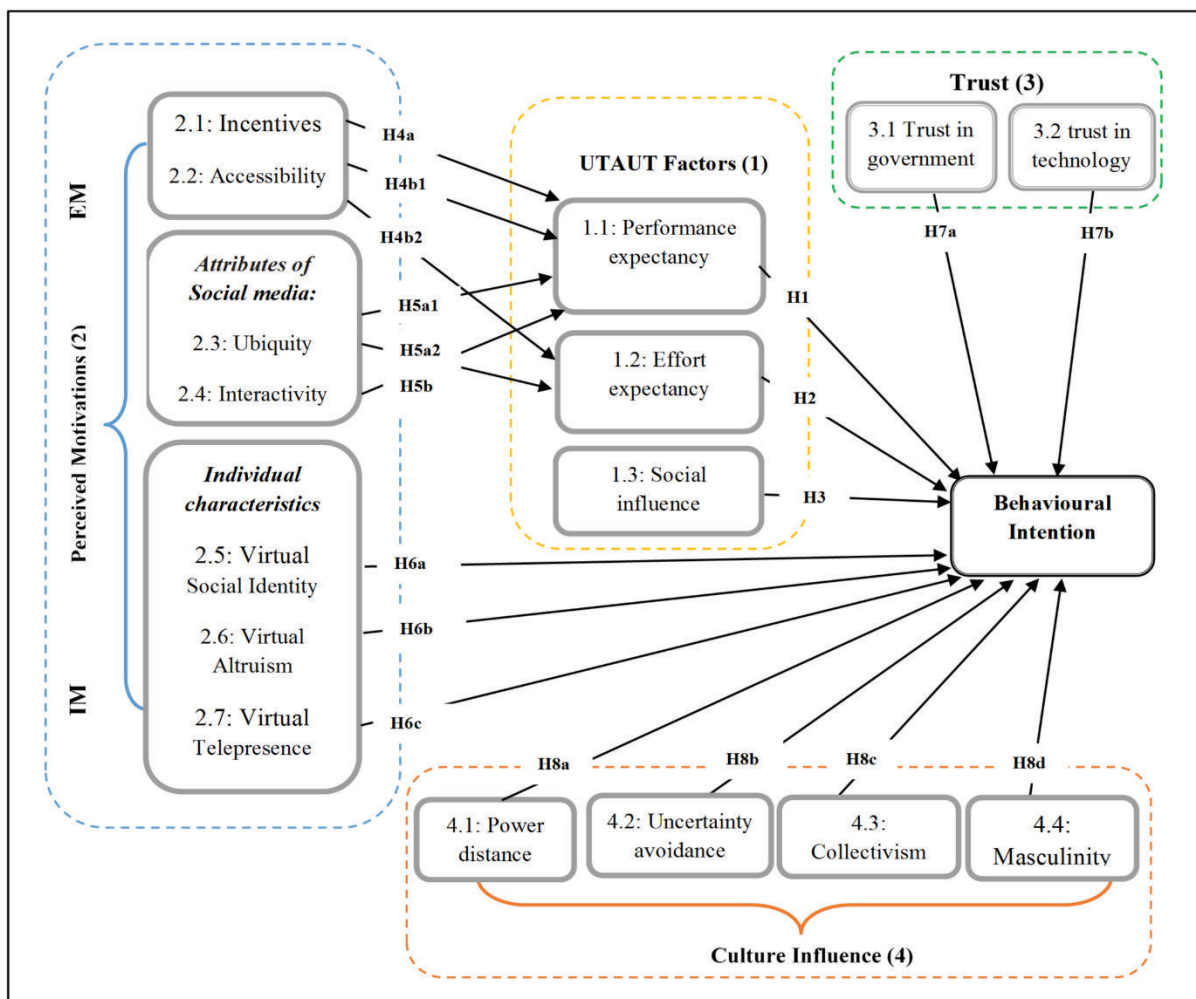 Perceived Motivations (2)
EM
IM
2.1: Incentives
2.2: Accessibility
Attributes of
Social media:
2.3: Ubiquity
2.4: Interactivity
Individual
characteristics
2.5: Virtual
Social Identity
2.6: Virtual
Altruism
2.7: Virtual
Telepresence
H4a
H4b1
H4b2
H5a1
H5a2
H5b
H6a
H6b
H6c
UTAUT Factors (1)
1.1: Performance
expectancy
1.2: Effort
expectancy
1.3: Social
influence
H1
H2
H3
Trust (3)
3.1 Trust in
government
3.2 trust in
technology
H7a
H7b
Behavioural
Intention
H8a
H8b
H8c
H8d
4.1: Power
distance
4.2: Uncertainty
avoidance
4.3:
Collectivism
4.4:
Masculinity
Culture Influence (4)